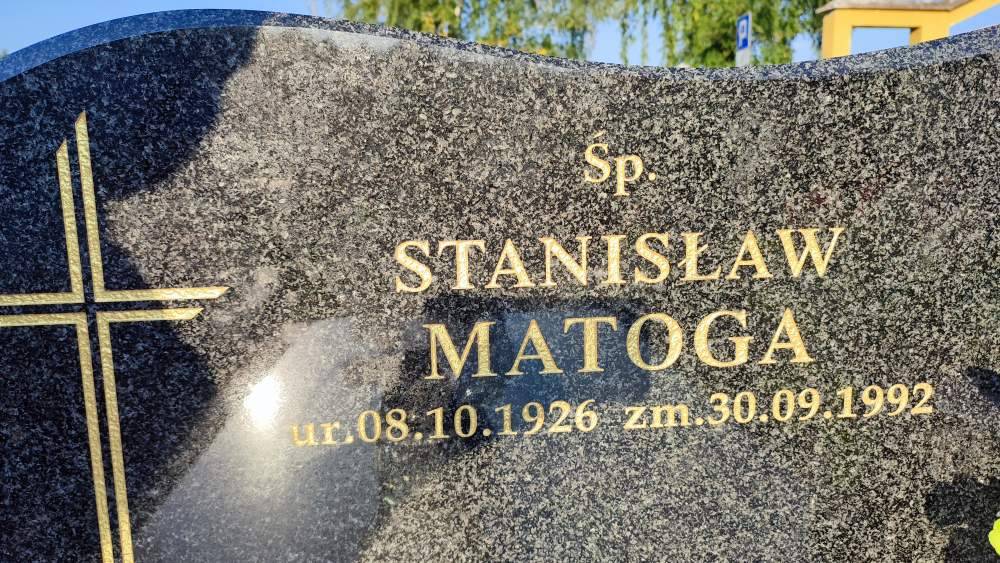 Śp.
STANISŁAW
MATOGA
ur.08.10.1926 zm.30.09.1992